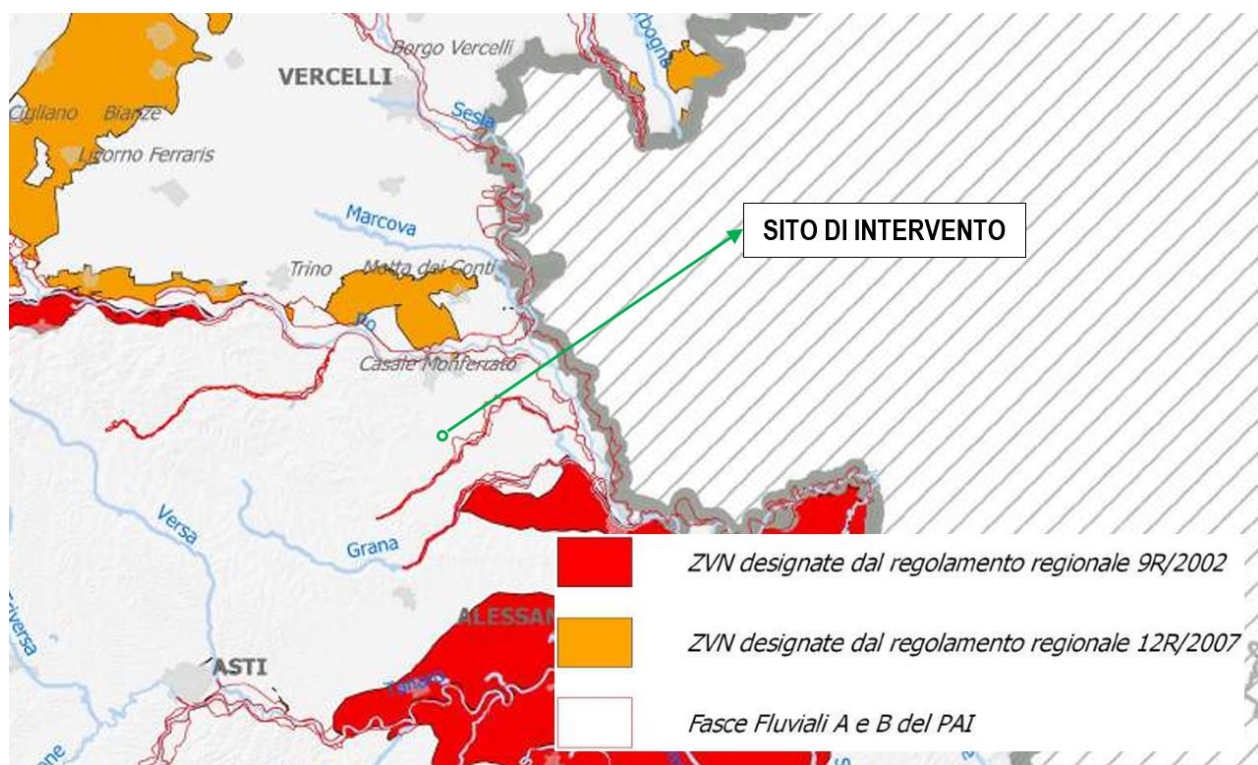 Borgo Vercelli
VERCELLI
Sesia
Cigliano
Bianze
Livorno Ferraris
Marcova
SITO DI INTERVENTO
Trino
Motta dei Conti
Po
Casale Monferrato
Versa
Grana
ASTI
Tanaro
ZVN designate dal regolamento regionale 9R/2002
ZVN designate dal regolamento regionale 12R/2007
Fasce Fluviali A e B del PAI
ALESSAN